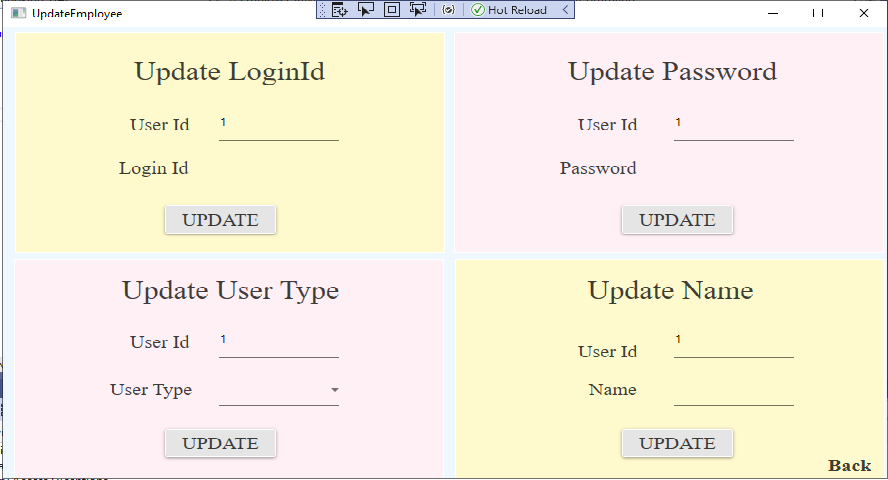 UpdateEmployee
Hot Reload
Update LoginId
User Id 1
Login Id
UPDATE
Update Password
User Id 1
Password
UPDATE
Update User Type
User Id 1
User Type
UPDATE
Update Name
User Id 1
Name
UPDATE
Back